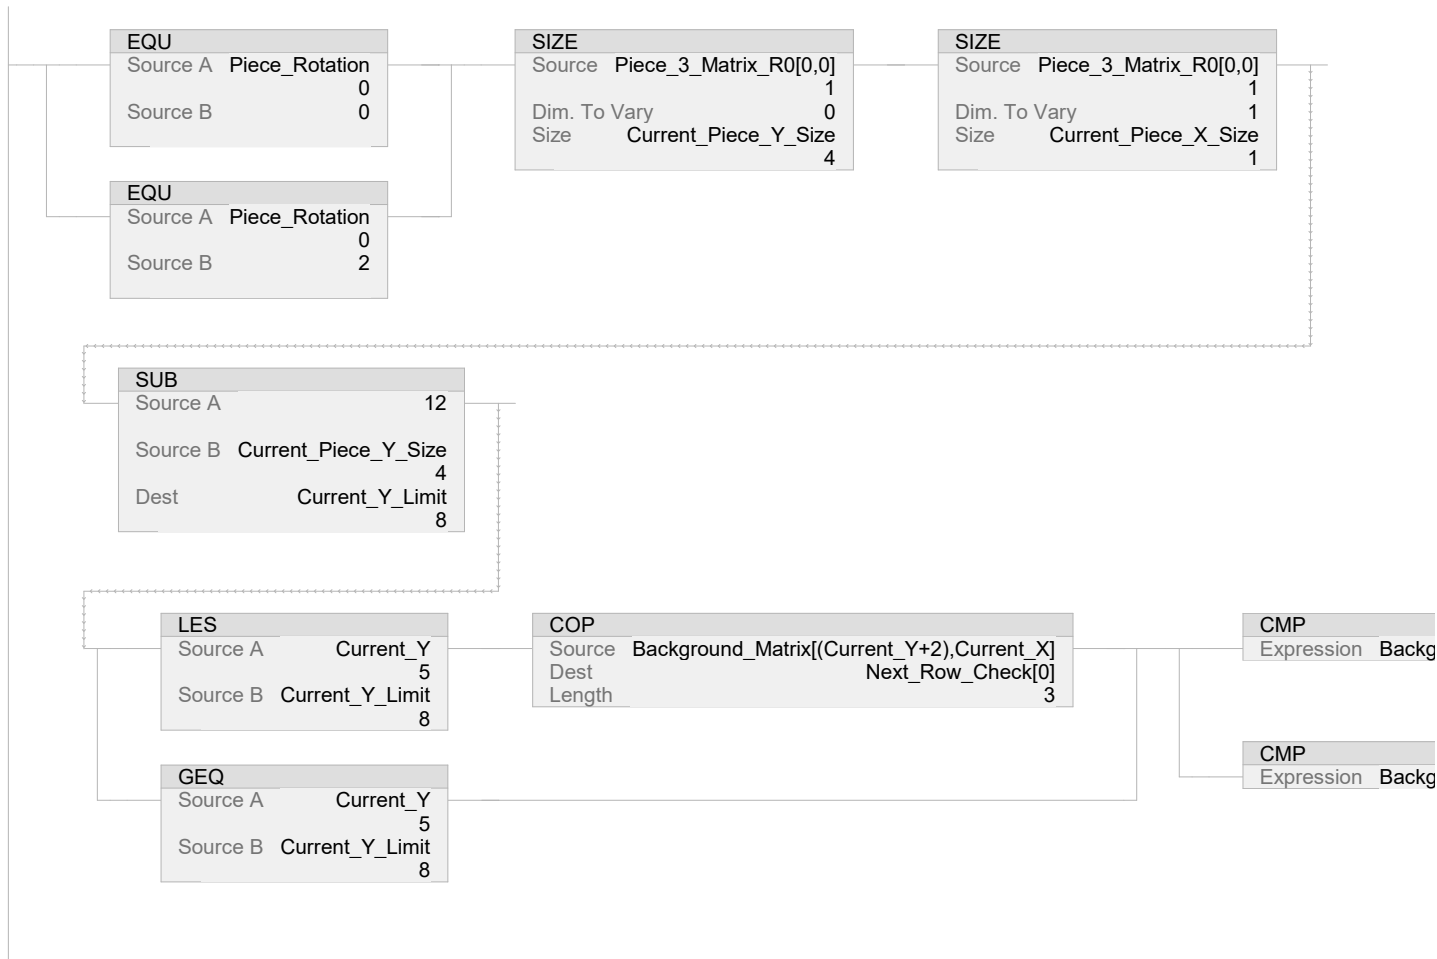 EQU
Source A Piece_Rotation
0
Source B 0
SIZE
Source Piece_3_Matrix_R0[0,0]
1
Dim. To Vary 0
Size Current_Piece_Y_Size
4
SIZE
Source Piece_3_Matrix_R0[0,0]
1
Dim. To Vary 1
Size Current_Piece_X_Size
1
EQU
Source A Piece_Rotation
0
Source B 2
SUB
Source A 12
Source B Current_Piece_Y_Size
4
Dest Current_Y_Limit
8
LES
Source A Current_Y
5
Source B Current_Y_Limit
8
COP
Source Background_Matrix[(Current_Y+2),Current_X]
Dest Next_Row_Check[0]
Length 3
CMP
Expression Backg
GEQ
Source A Current_Y
5
Source B Current_Y_Limit
8
CMP
Expression Backg